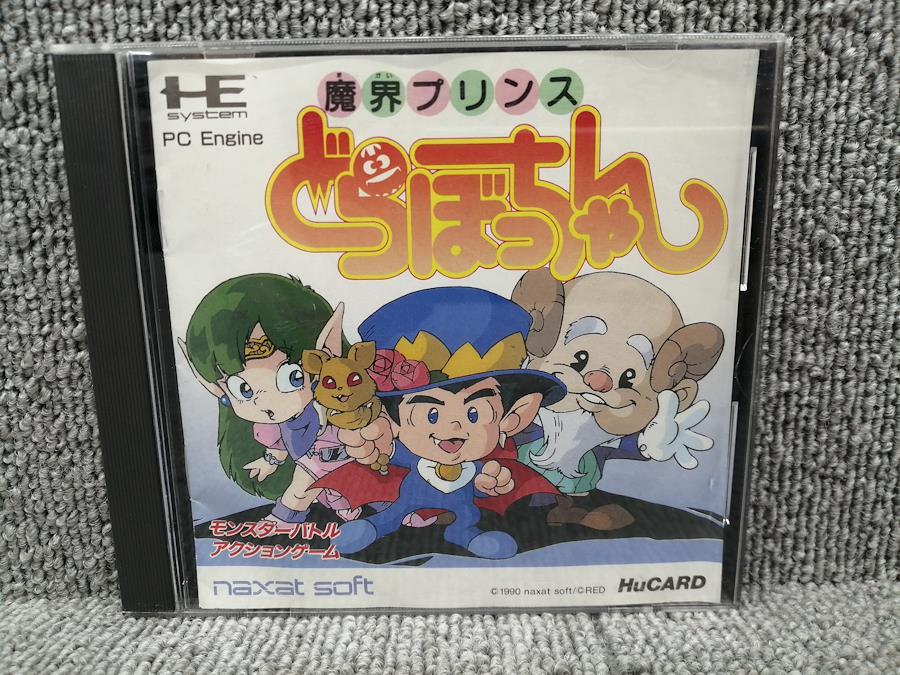 HE
system
PC Engine
ま かい
魔界プリンス
どらぼっちゃん
モンスターバトル
アクションゲーム
naxat soft
©1990 naxat soft/©RED
HuCARD